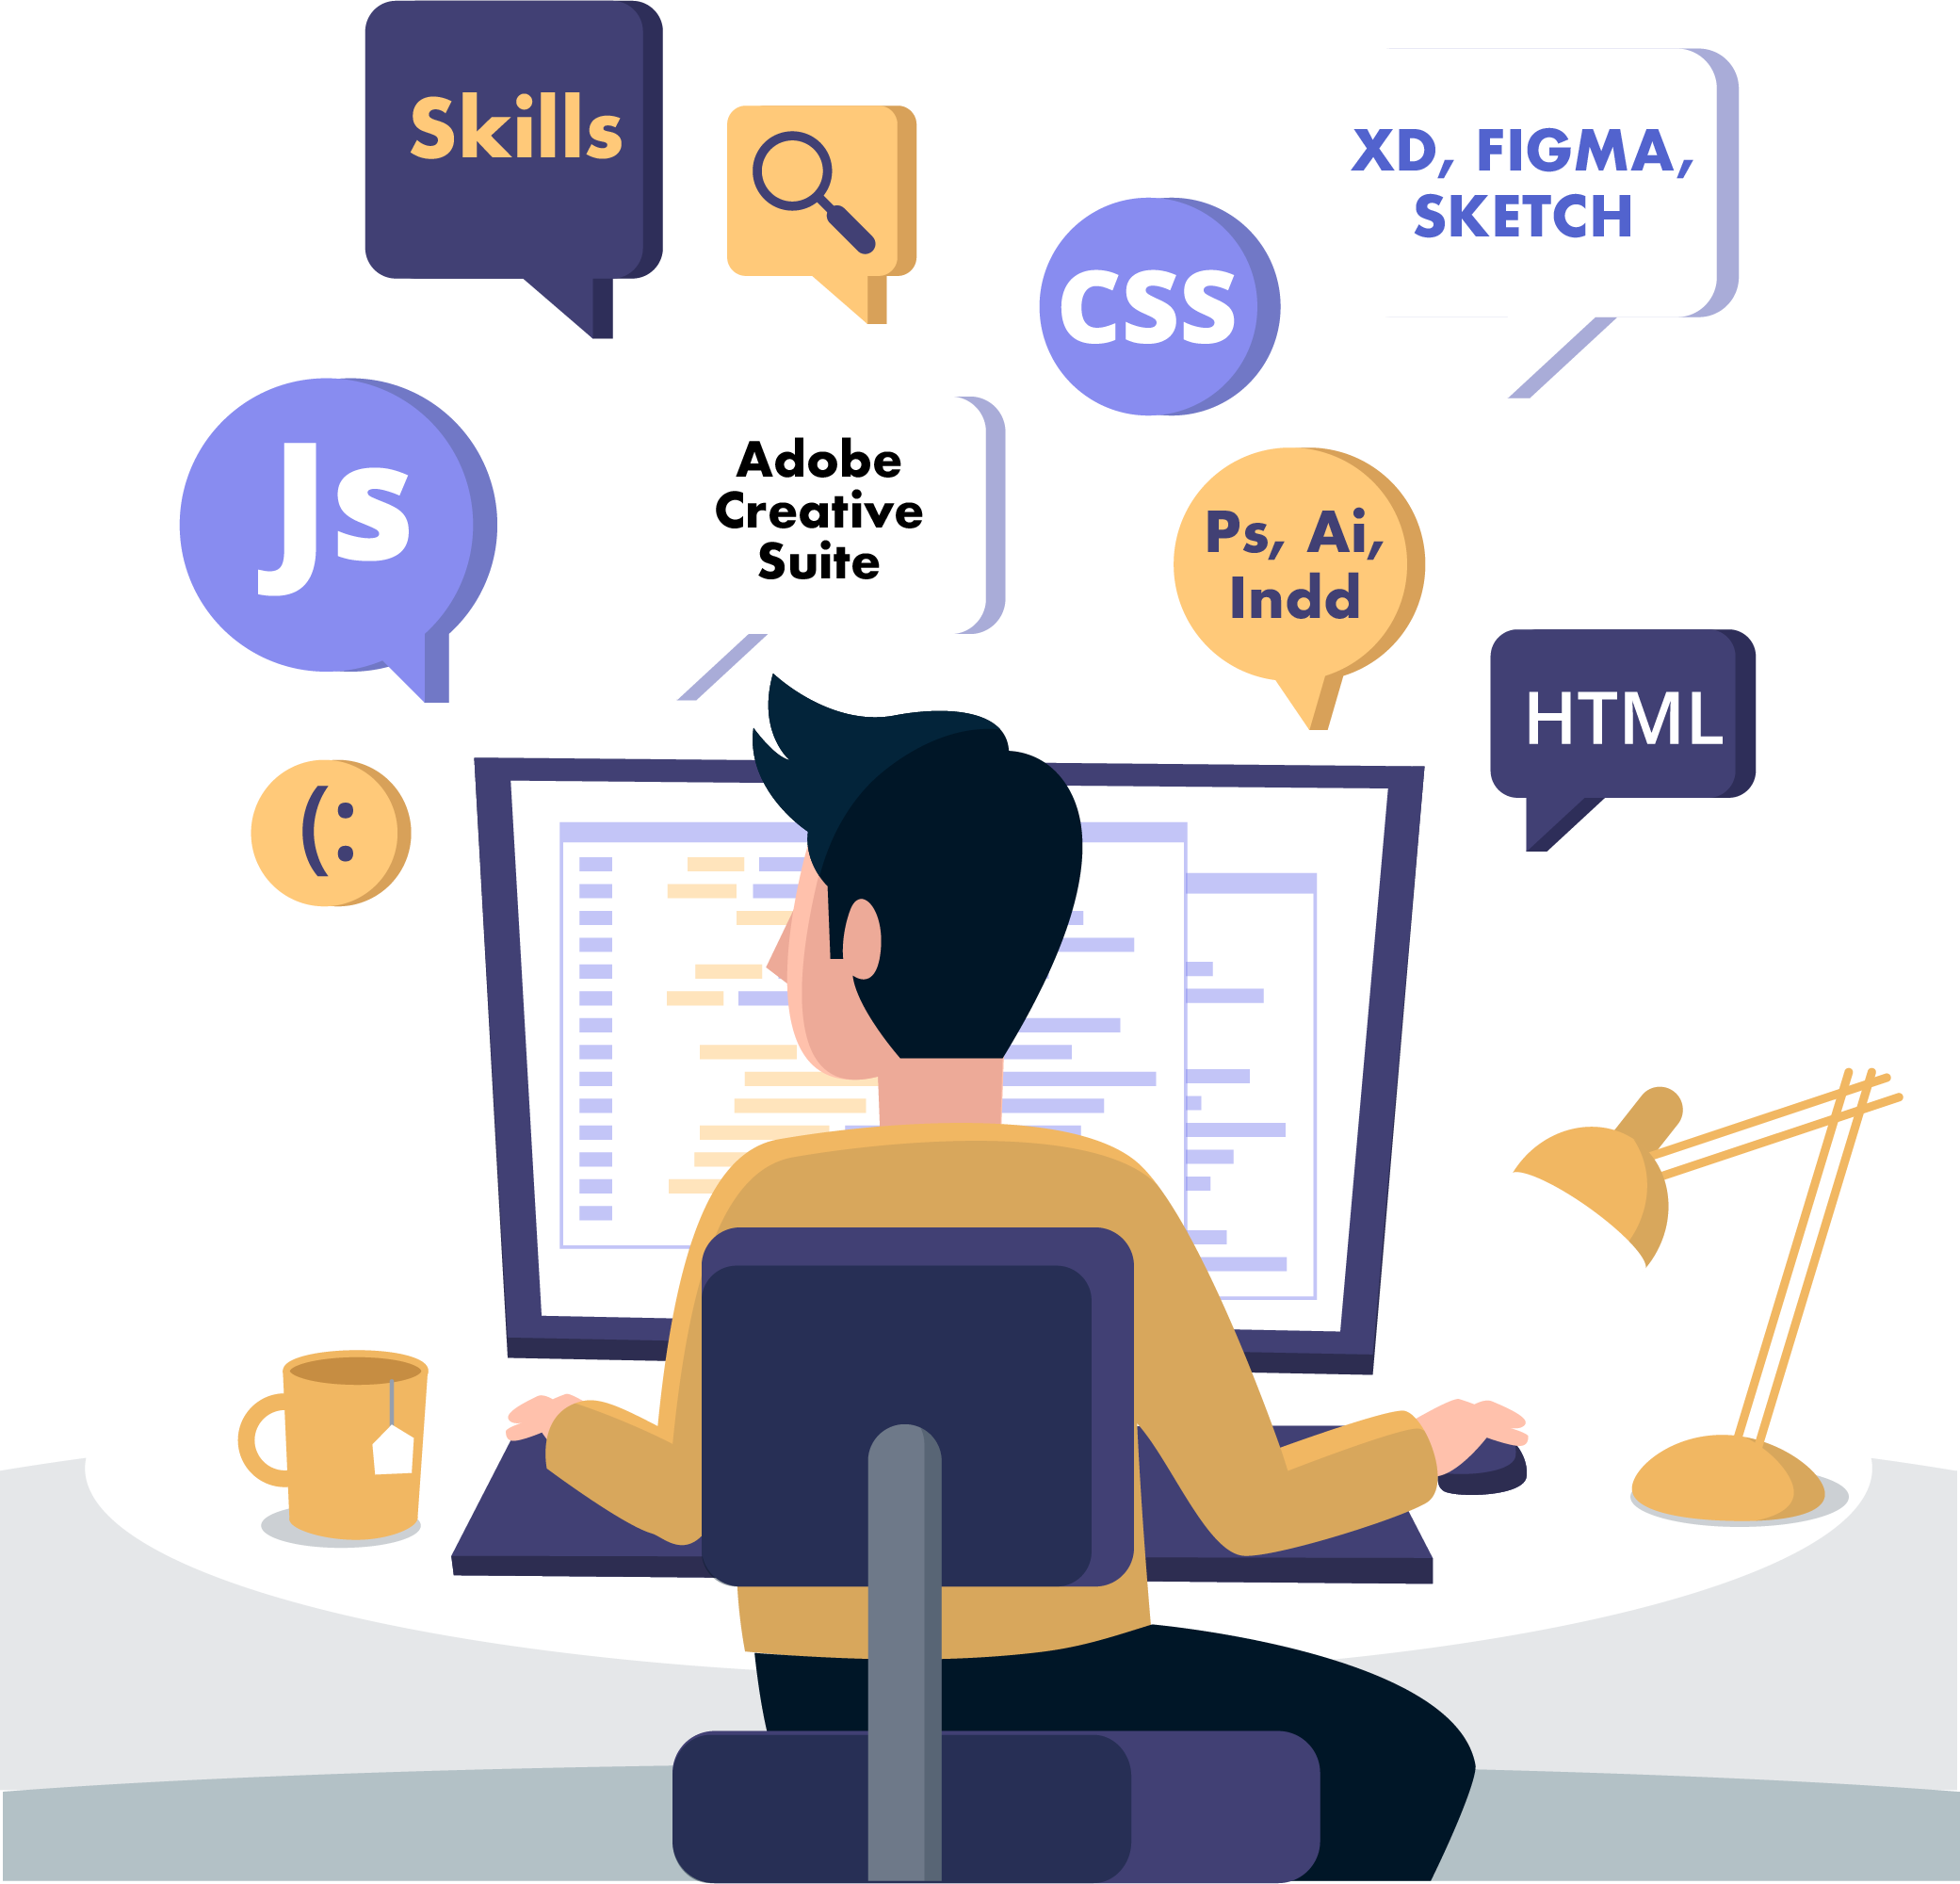 Skills
XD, FIGMA,
SKETCH
CSS
Js
Adobe
Creative
Suite
Ps, Ai,
Indd
HTML
(: